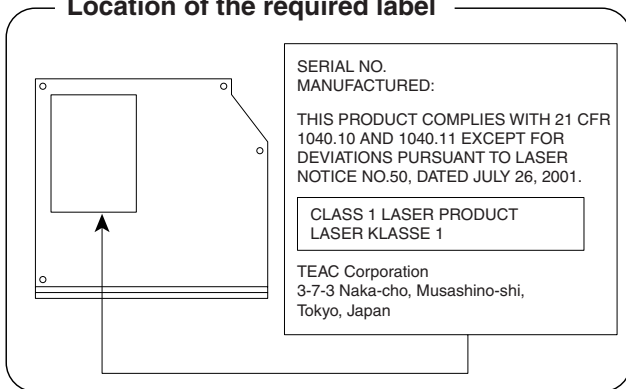 Location of the required label
SERIAL NO.
MANUFACTURED:
THIS PRODUCT COMPLIES WITH 21 CFR
1040.10 AND 1040.11 EXCEPT FOR
DEVIATIONS PURSUANT TO LASER
NOTICE NO.50, DATED JULY 26, 2001.
CLASS 1 LASER PRODUCT
LASER KLASSE 1
TEAC Corporation
3-7-3 Naka-cho, Musashino-shi,
Tokyo, Japan